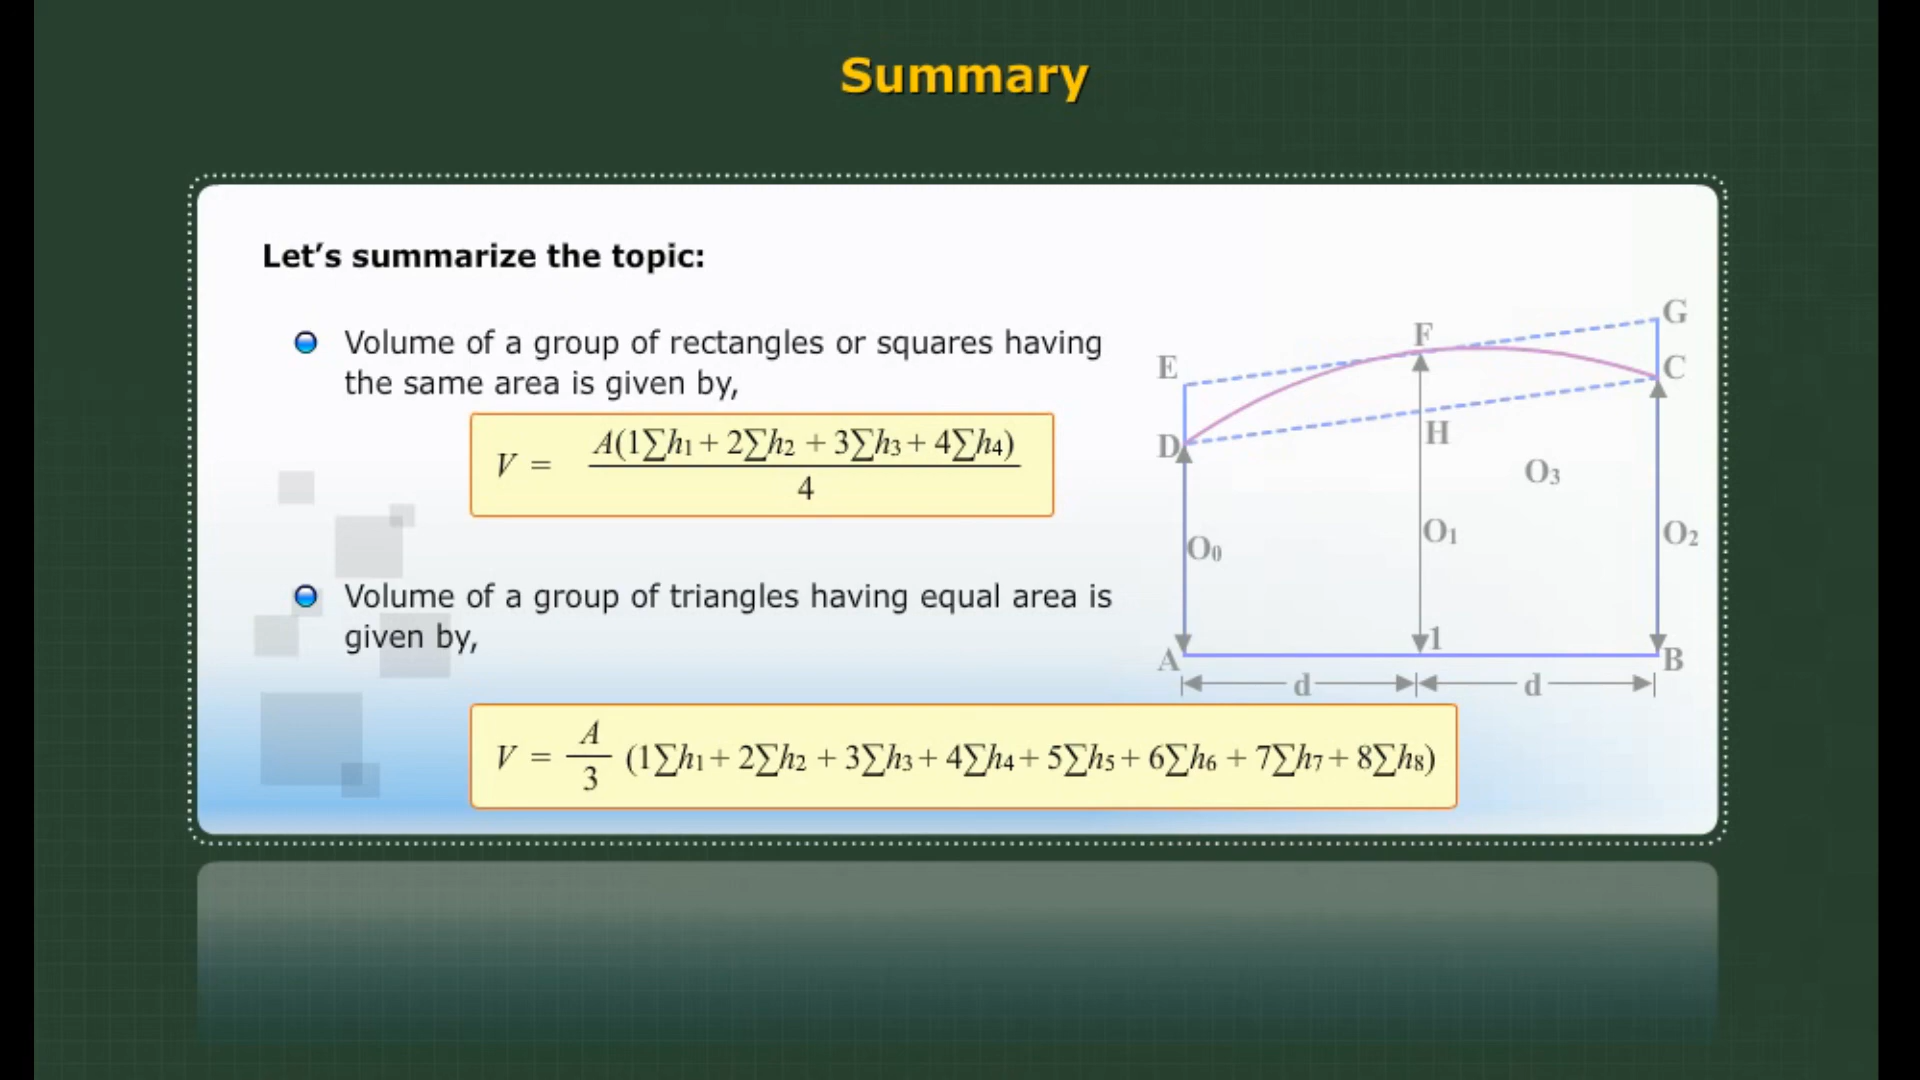 Summary
Let’s summarize the topic:
Volume of a group of rectangles or squares having
the same area is given by,
V = A(1∑h1 + 2∑h2 + 3∑h3 + 4∑h4)
4
Volume of a group of triangles having equal area is
given by,
V = A/3 (1∑h1 + 2∑h2 + 3∑h3 + 4∑h4 + 5∑h5 + 6∑h6 + 7∑h7 + 8∑h8)
G
F
E
C
D
H
O3
O0
O1
O2
1
A
B
d
d